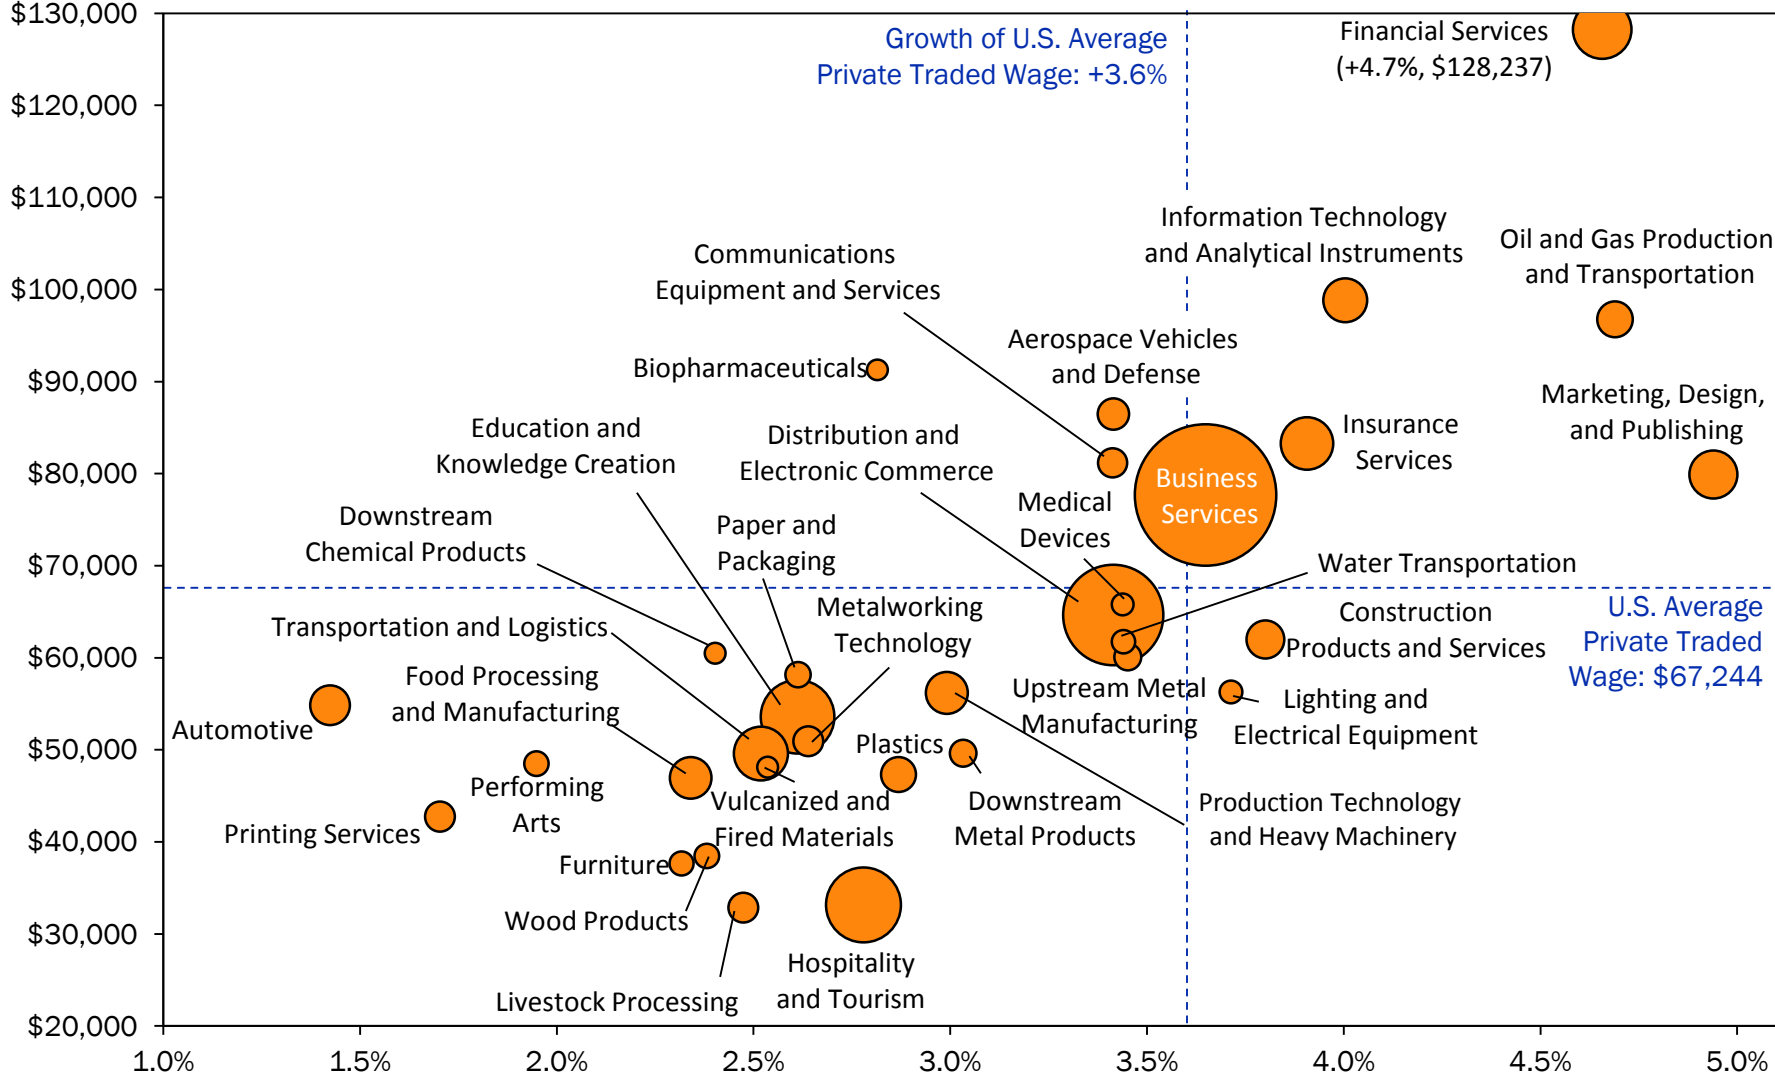 $130,000
$120,000
$110,000
$100,000
$90,000
$80,000
$70,000
$60,000
$50,000
$40,000
$30,000
$20,000
1.0%
1.5%
2.0%
2.5%
3.0%
3.5%
4.0%
4.5%
5.0%
Growth of U.S. Average
Private Traded Wage: +3.6%
Financial Services
(+4.7%, $128,237)
Information Technology
and Analytical Instruments
Oil and Gas Production
and Transportation
Communications
Equipment and Services
Aerospace Vehicles
and Defense
Biopharmaceuticals
Marketing, Design,
and Publishing
Education and
Knowledge Creation
Distribution and
Electronic Commerce
Insurance
Services
Business
Services
Medical
Devices
Downstream
Chemical Products
Paper and
Packaging
Water Transportation
U.S. Average
Private Traded
Wage: $67,244
Metalworking
Technology
Construction
Products and Services
Transportation and Logistics
Food Processing
and Manufacturing
Upstream Metal
Manufacturing
Lighting and
Electrical Equipment
Automotive
Plastics
Performing
Arts
Vulcanized and
Fired Materials
Downstream
Metal Products
Production Technology
and Heavy Machinery
Printing Services
Furniture
Wood Products
Hospitality
and Tourism
Livestock Processing